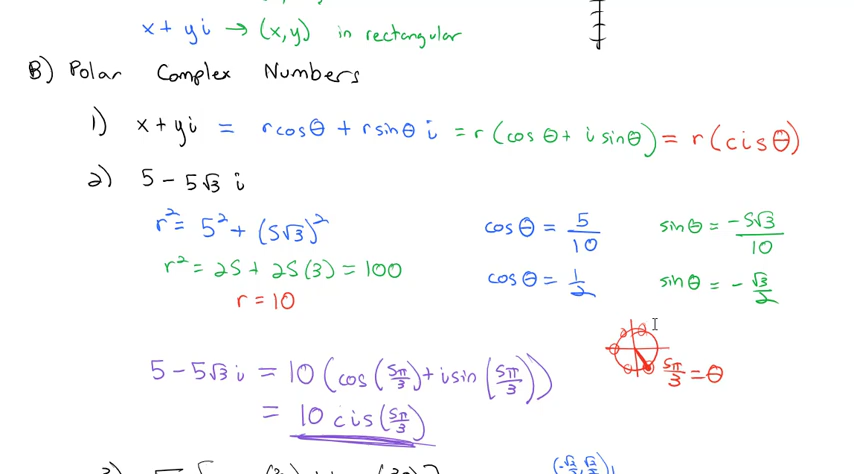 x + yi → (x, y) in rectangular
B) Polar Complex Numbers
1) x + yi = r cos θ + r sin θ i = r (cos θ + i sin θ) = r (cis θ)
2) 5 - 5√3 i
r² = 5² + (5√3)² cos θ = 5/10 sin θ = -5√3/10
r² = 25 + 25(3) = 100 cos θ = 1/2 sin θ = - √3/2
r = 10
5π/3 = θ
5 - 5√3 i = 10 (cos (5π/3) + i sin (5π/3))
= 10 cis (5π/3)